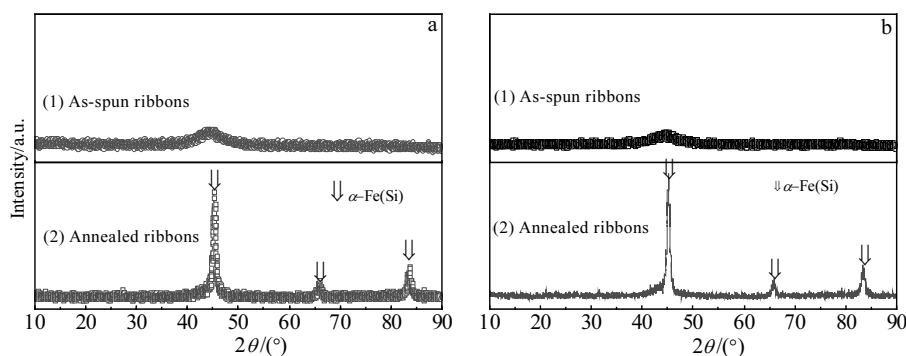 a
(1) As-spun ribbons
α–Fe(Si)
(2) Annealed ribbons
10 20 30 40 50 60 70 80 90
2θ/(°)
Intensity/a.u.
b
(1) As-spun ribbons
α–Fe(Si)
(2) Annealed ribbons
10 20 30 40 50 60 70 80 90
2θ/(°)